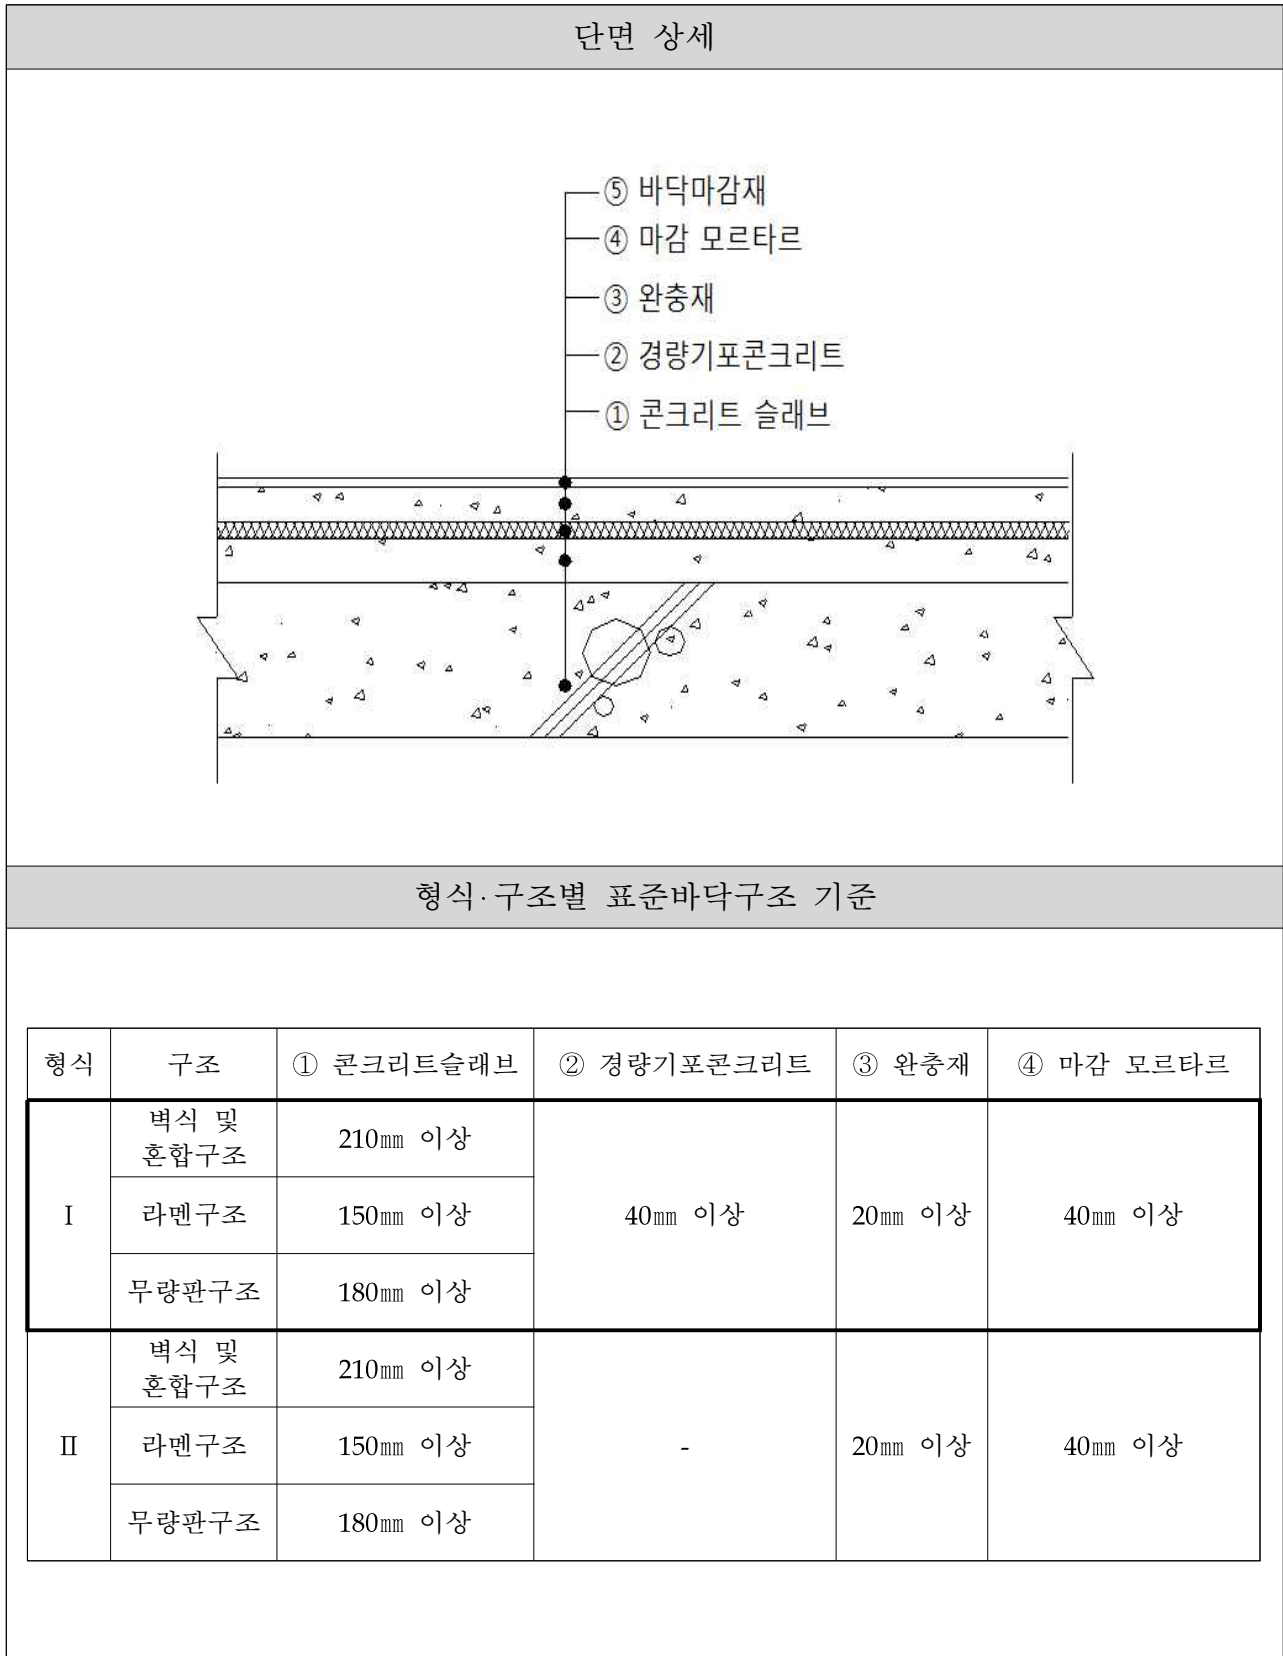 단면 상세
⑤ 바닥마감재
④ 마감 모르타르
③ 완충재
② 경량기포콘크리트
① 콘크리트 슬래브
형식·구조별 표준바닥구조 기준
형식 구조 ① 콘크리트슬래브 ② 경량기포콘크리트 ③ 완충재 ④ 마감 모르타르
벽식 및
혼합구조 210㎜ 이상
Ⅰ 라멘구조 150㎜ 이상 40㎜ 이상 20㎜ 이상 40㎜ 이상
무량판구조 180㎜ 이상
벽식 및
혼합구조 210㎜ 이상
Ⅱ 라멘구조 150㎜ 이상 - 20㎜ 이상 40㎜ 이상
무량판구조 180㎜ 이상